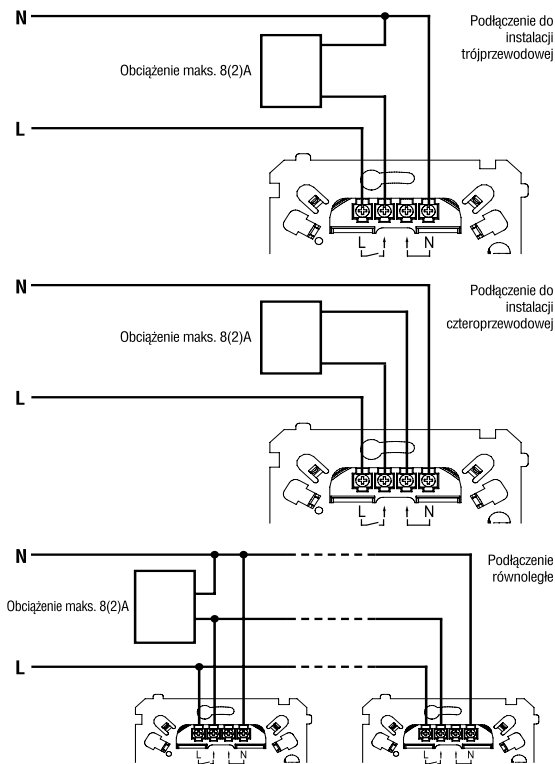 N
Podłączenie do
instalacji
trójprzewodowej
Obciążenie maks. 8(2)A
L
L N
N
Podłączenie do
instalacji
czteroprzewodowej
Obciążenie maks. 8(2)A
L
L N
N
Podłączenie
równoległe
Obciążenie maks. 8(2)A
L
L N
L N